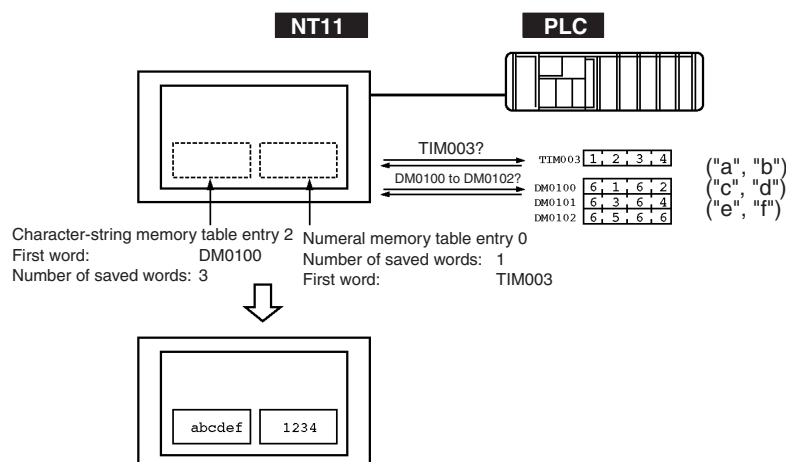 NT11
PLC
TIM003?
TIM003 1 2 3 4
DM0100 to DM0102?
DM0100 6 1 6 2
DM0101 6 3 6 4
DM0102 6 5 6 6
("a", "b")
("c", "d")
("e", "f")
Character-string memory table entry 2
First word: DM0100
Number of saved words: 3
Numeral memory table entry 0
Number of saved words: 1
First word: TIM003
abcdef
1234